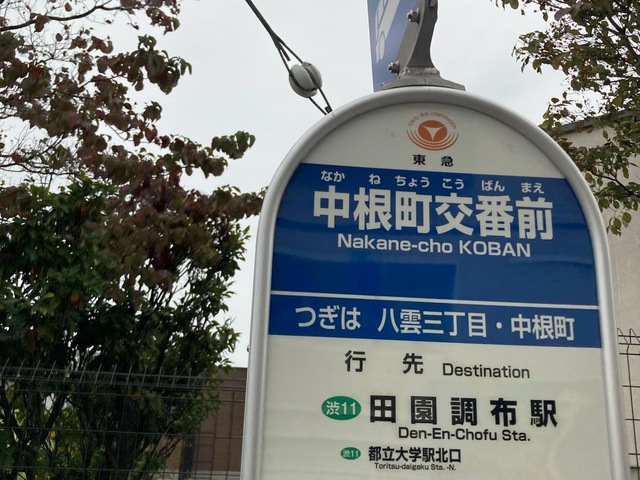 東急
なか ね ちょう こう ばん まえ
中根町交番前
Nakane-cho KOBAN
つぎは 八雲三丁目・中根町
行先 Destination
渋11 田園調布駅
Den-En-Chofu Sta.
渋11 都立大学駅北口
Toritsu-daigaku Sta. -N.